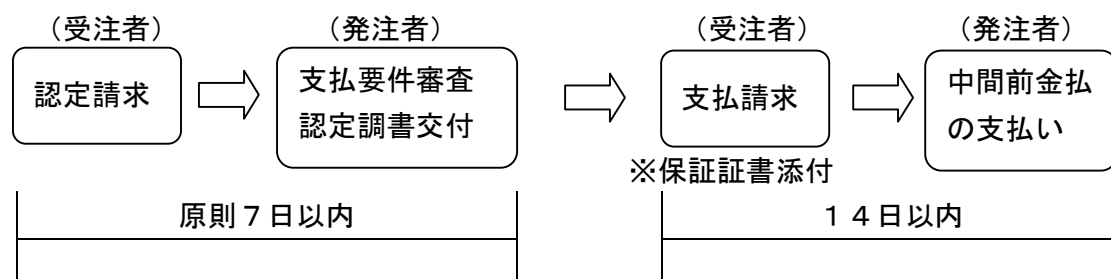 （受注者）
認定請求
（発注者）
支払要件審査
認定調書交付
（受注者）
支払請求
※保証証書添付
（発注者）
中間前金払
の支払い
原則７日以内
１４日以内